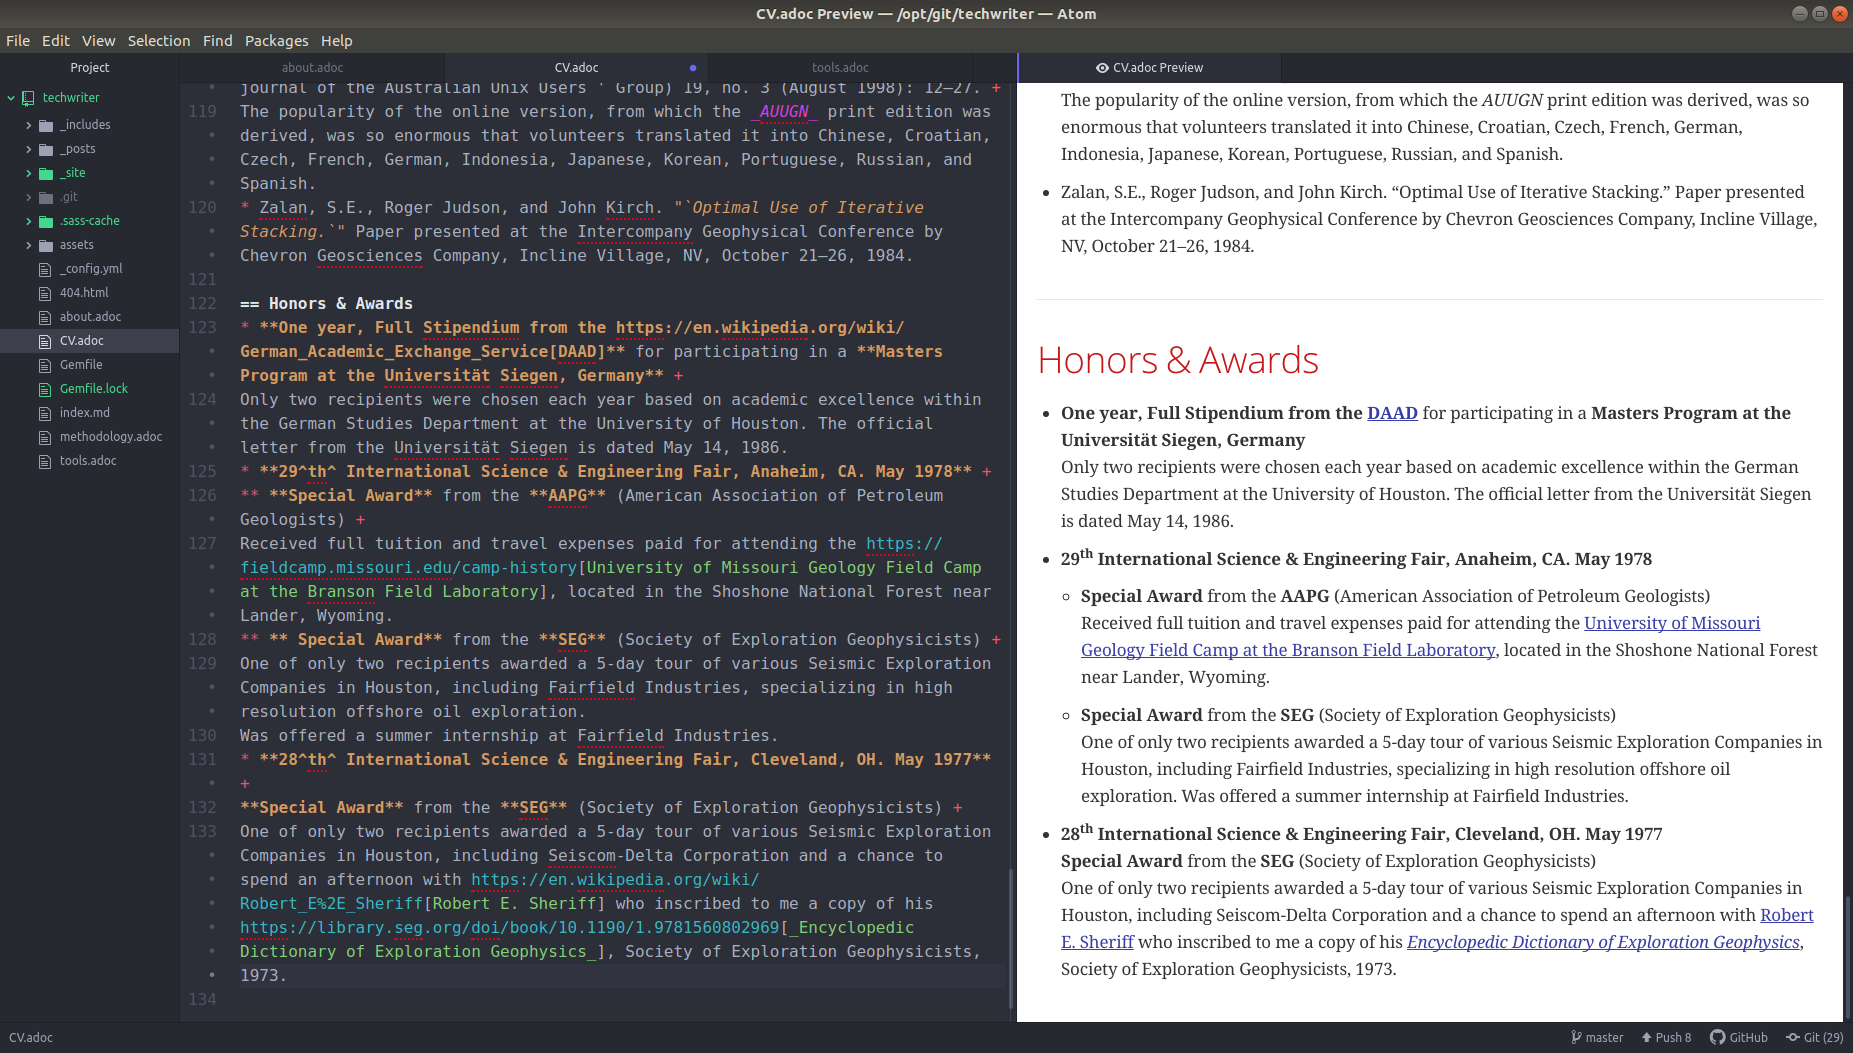 CV.adoc Preview — /opt/git/techwriter — Atom
File Edit View Selection Find Packages Help
Project
about.adoc
CV.adoc
tools.adoc
CV.adoc Preview
techwriter
_includes
_posts
_site
.git
.sass-cache
assets
_config.yml
404.html
about.adoc
CV.adoc
Gemfile
Gemfile.lock
index.md
methodology.adoc
tools.adoc
• journal of the Australian Unix Users ' Group) 19, no. 3 (August 1998): 12–27. +
119 The popularity of the online version, from which the _AUUGN_ print edition was
• derived, was so enormous that volunteers translated it into Chinese, Croatian,
• Czech, French, German, Indonesia, Japanese, Korean, Portuguese, Russian, and
• Spanish.
120 * Zalan, S.E., Roger Judson, and John Kirch. "`Optimal Use of Iterative
• Stacking.`" Paper presented at the Intercompany Geophysical Conference by
• Chevron Geosciences Company, Incline Village, NV, October 21–26, 1984.
121
122 == Honors & Awards
123 * **One year, Full Stipendium from the https://en.wikipedia.org/wiki/
• German_Academic_Exchange_Service[DAAD]** for participating in a **Masters
• Program at the Universität Siegen, Germany** +
124 Only two recipients were chosen each year based on academic excellence within
• the German Studies Department at the University of Houston. The official
• letter from the Universität Siegen is dated May 14, 1986.
125 * **29^th^ International Science & Engineering Fair, Anaheim, CA. May 1978** +
126 ** **Special Award** from the **AAPG** (American Association of Petroleum
• Geologists) +
127 Received full tuition and travel expenses paid for attending the https://
• fieldcamp.missouri.edu/camp-history[University of Missouri Geology Field Camp
• at the Branson Field Laboratory], located in the Shoshone National Forest near
• Lander, Wyoming.
128 ** ** Special Award** from the **SEG** (Society of Exploration Geophysicists) +
129 One of only two recipients awarded a 5-day tour of various Seismic Exploration
• Companies in Houston, including Fairfield Industries, specializing in high
• resolution offshore oil exploration.
130 Was offered a summer internship at Fairfield Industries.
131 * **28^th^ International Science & Engineering Fair, Cleveland, OH. May 1977**
• +
132 **Special Award** from the **SEG** (Society of Exploration Geophysicists) +
133 One of only two recipients awarded a 5-day tour of various Seismic Exploration
• Companies in Houston, including Seiscom-Delta Corporation and a chance to
• spend an afternoon with https://en.wikipedia.org/wiki/
• Robert_E%2E_Sheriff[Robert E. Sheriff] who inscribed to me a copy of his
• https://library.seg.org/doi/book/10.1190/1.9781560802969[_Encyclopedic
• Dictionary of Exploration Geophysics_], Society of Exploration Geophysicists,
• 1973.
134
The popularity of the online version, from which the AUUGN print edition was derived, was so
enormous that volunteers translated it into Chinese, Croatian, Czech, French, German,
Indonesia, Japanese, Korean, Portuguese, Russian, and Spanish.
• Zalan, S.E., Roger Judson, and John Kirch. “Optimal Use of Iterative Stacking.” Paper presented
at the Intercompany Geophysical Conference by Chevron Geosciences Company, Incline Village,
NV, October 21–26, 1984.
Honors & Awards
• One year, Full Stipendium from the DAAD for participating in a Masters Program at the
Universität Siegen, Germany
Only two recipients were chosen each year based on academic excellence within the German
Studies Department at the University of Houston. The official letter from the Universität Siegen
is dated May 14, 1986.
• 29th International Science & Engineering Fair, Anaheim, CA. May 1978
◦ Special Award from the AAPG (American Association of Petroleum Geologists)
Received full tuition and travel expenses paid for attending the University of Missouri
Geology Field Camp at the Branson Field Laboratory, located in the Shoshone National Forest
near Lander, Wyoming.
◦ Special Award from the SEG (Society of Exploration Geophysicists)
One of only two recipients awarded a 5-day tour of various Seismic Exploration Companies in
Houston, including Fairfield Industries, specializing in high resolution offshore oil
exploration. Was offered a summer internship at Fairfield Industries.
• 28th International Science & Engineering Fair, Cleveland, OH. May 1977
Special Award from the SEG (Society of Exploration Geophysicists)
One of only two recipients awarded a 5-day tour of various Seismic Exploration Companies in
Houston, including Seiscom-Delta Corporation and a chance to spend an afternoon with Robert
E. Sheriff who inscribed to me a copy of his Encyclopedic Dictionary of Exploration Geophysics,
Society of Exploration Geophysicists, 1973.
CV.adoc
master Push 8 GitHub Git (29)